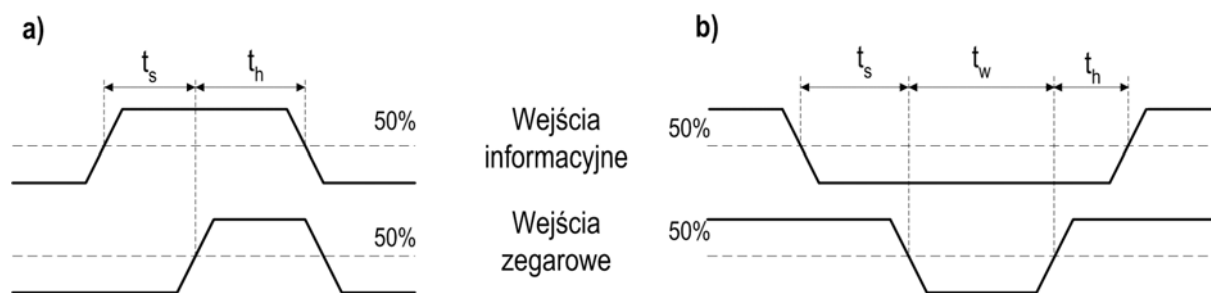 a)
t_s t_h
50%
50%
Wejścia
informacyjne
Wejścia
zegarowe
b)
t_s t_w t_h
50%
50%